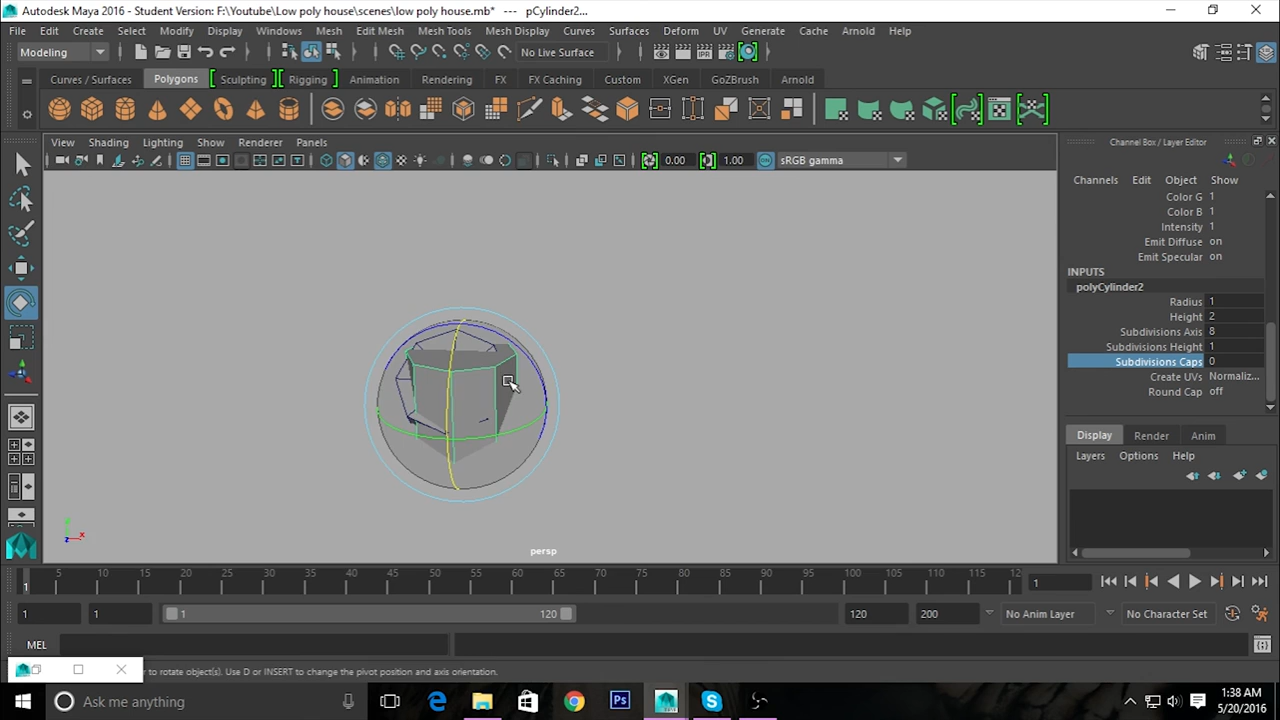 Autodesk Maya 2016 - Student Version: F:\Youtube\Low poly house\scenes\low poly house.mb* --- pCylinder2...
File Edit Create Select Modify Display Windows Mesh Edit Mesh Mesh Tools Mesh Display Curves Surfaces Deform UV Generate Cache Arnold Help
Modeling No Live Surface
Curves / Surfaces Polygons Sculpting Rigging Animation Rendering FX FX Caching Custom XGen GoZBrush Arnold
View Shading Lighting Show Renderer Panels
0.00 1.00 sRGB gamma
Channel Box / Layer Editor
Channels Edit Object Show
Color G 1
Color B 1
Intensity 1
Emit Diffuse on
Emit Specular on
INPUTS
polyCylinder2
Radius 1
Height 2
Subdivisions Axis 8
Subdivisions Height 1
Subdivisions Caps 0
Create UVs Normaliz...
Round Cap off
Display Render Anim
Layers Options Help
y
z x
persp
5 10 15 20 25 30 35 40 45 50 55 60 65 70 75 80 85 90 95 100 105 110 115 12
1 1
1 1 1 120 120 200 No Anim Layer No Character Set
MEL
to rotate object(s). Use D or INSERT to change the pivot position and axis orientation.
Ask me anything
Ps
1:38 AM
5/20/2016